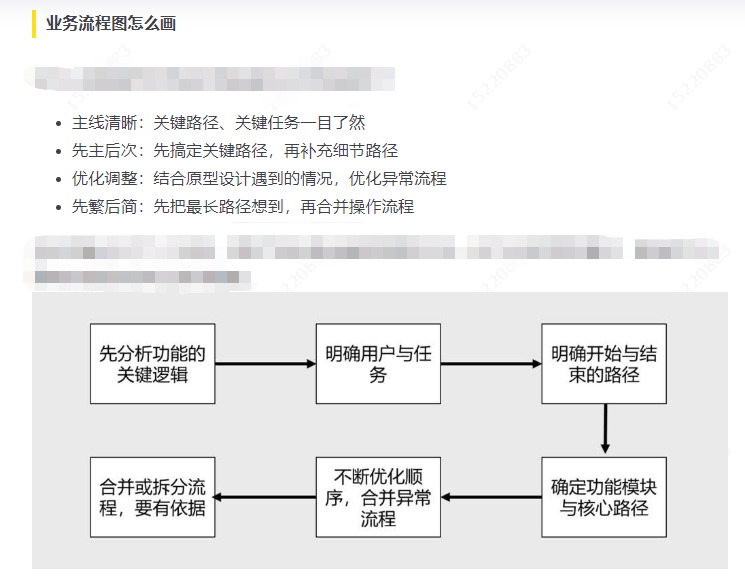 业务流程图怎么画
15220883
15220883
15220883
主线清晰：关键路径、关键任务一目了然
先主后次：先搞定关键路径，再补充细节路径
优化调整：结合原型设计遇到的情况，优化异常流程
先繁后简：先把最长路径想到，再合并操作流程
15220883
15220883
15220883
先分析功能的
关键逻辑
明确用户与任
务
明确开始与结
束的路径
确定功能模块
与核心路径
不断优化顺
序，合并异常
流程
合并或拆分流
程，要有依据